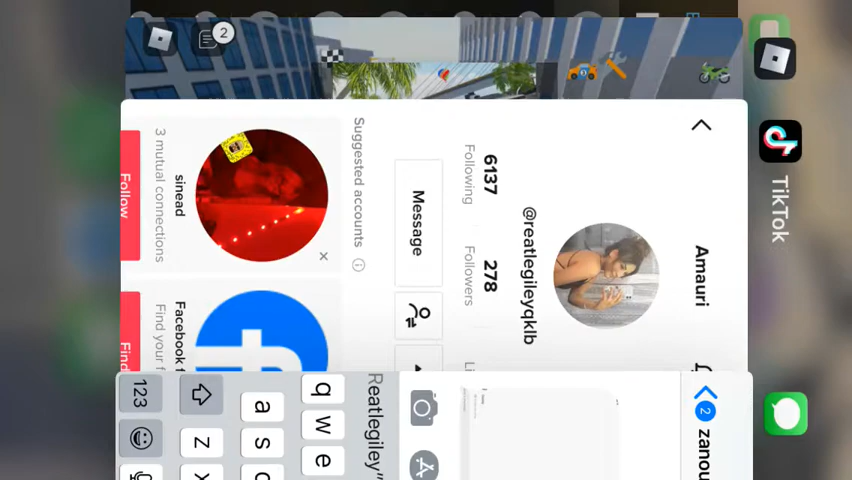 2
TikTok
Amauri
@reatlegileyqklb
6137
Following
278
Followers
Message
Suggested accounts
sinead
3 mutual connections
Follow
Facebook f
Find your f
Find
2
zanou
Reatlegiley"
q w e
a s
z
123